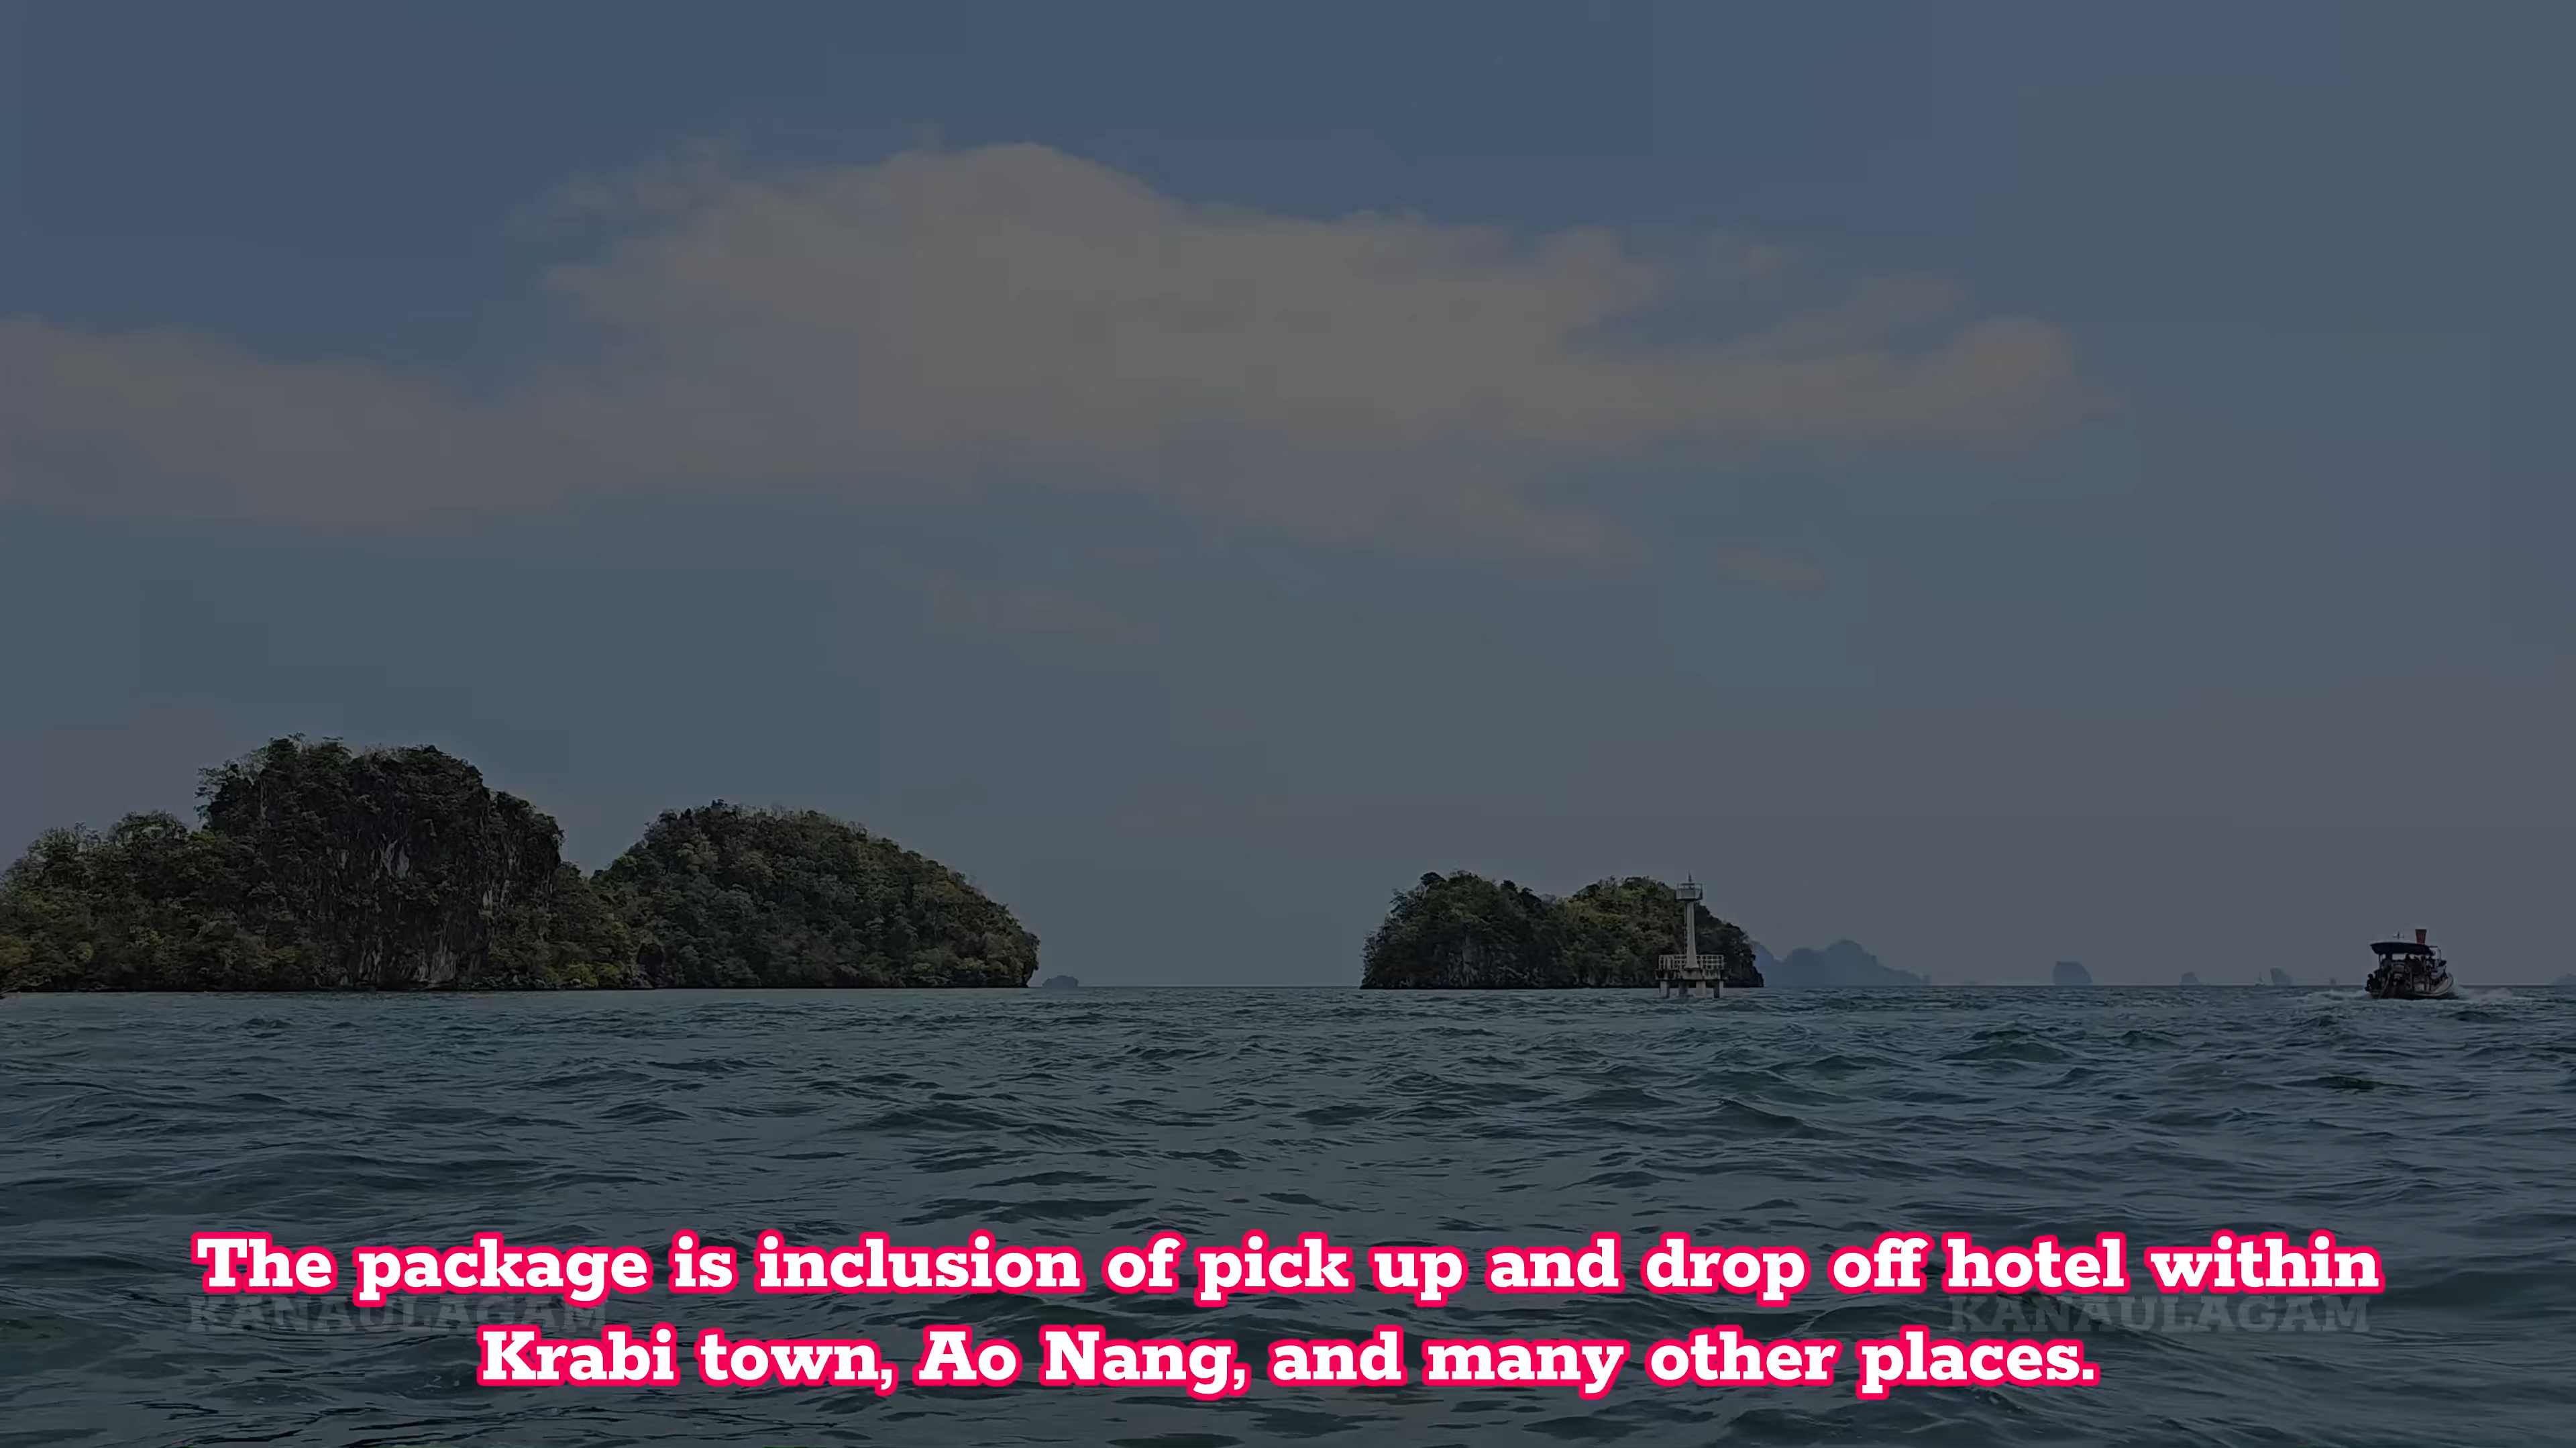 The package is inclusion of pick up and drop off hotel within
KANAULAGAM KANAULAGAM
Krabi town, Ao Nang, and many other places.